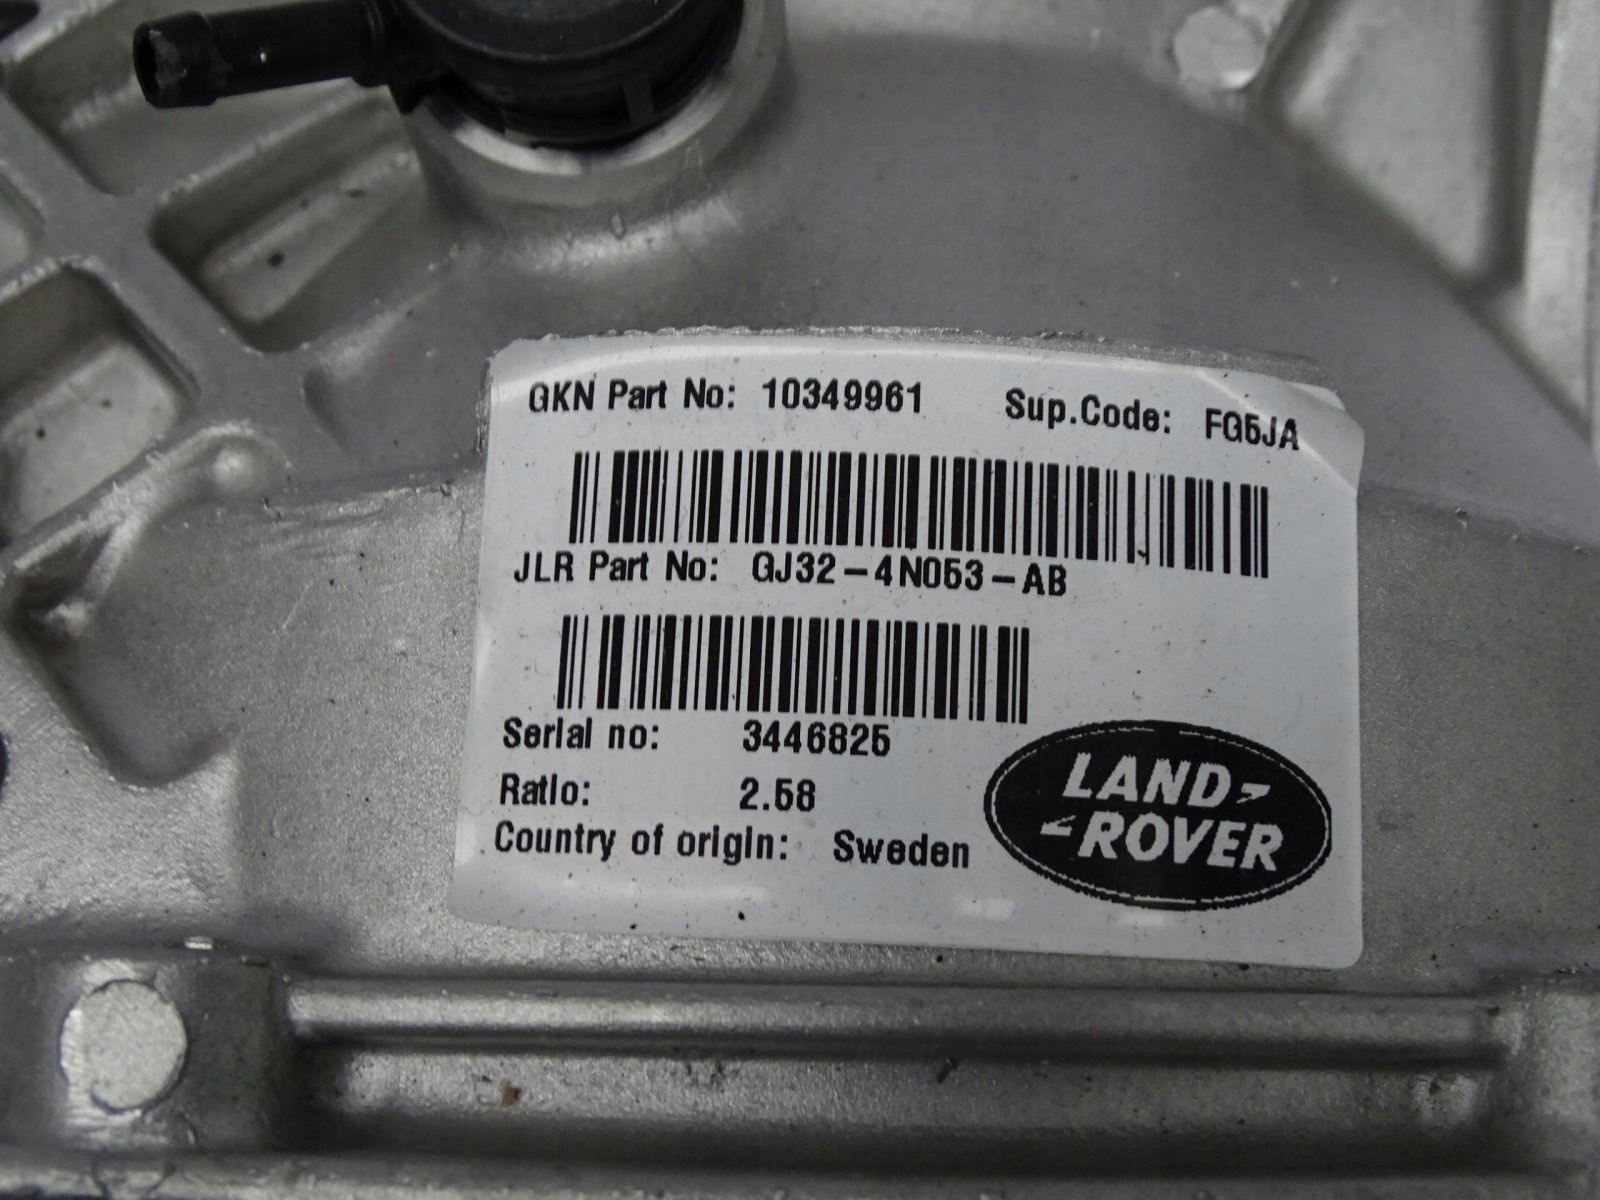 GKN Part No: 10349961 Sup.Code: FG5JA
JLR Part No: GJ32-4N053-AB
Serial no: 3446825
Ratio: 2.58
Country of origin: Sweden
LAND-
-ROVER